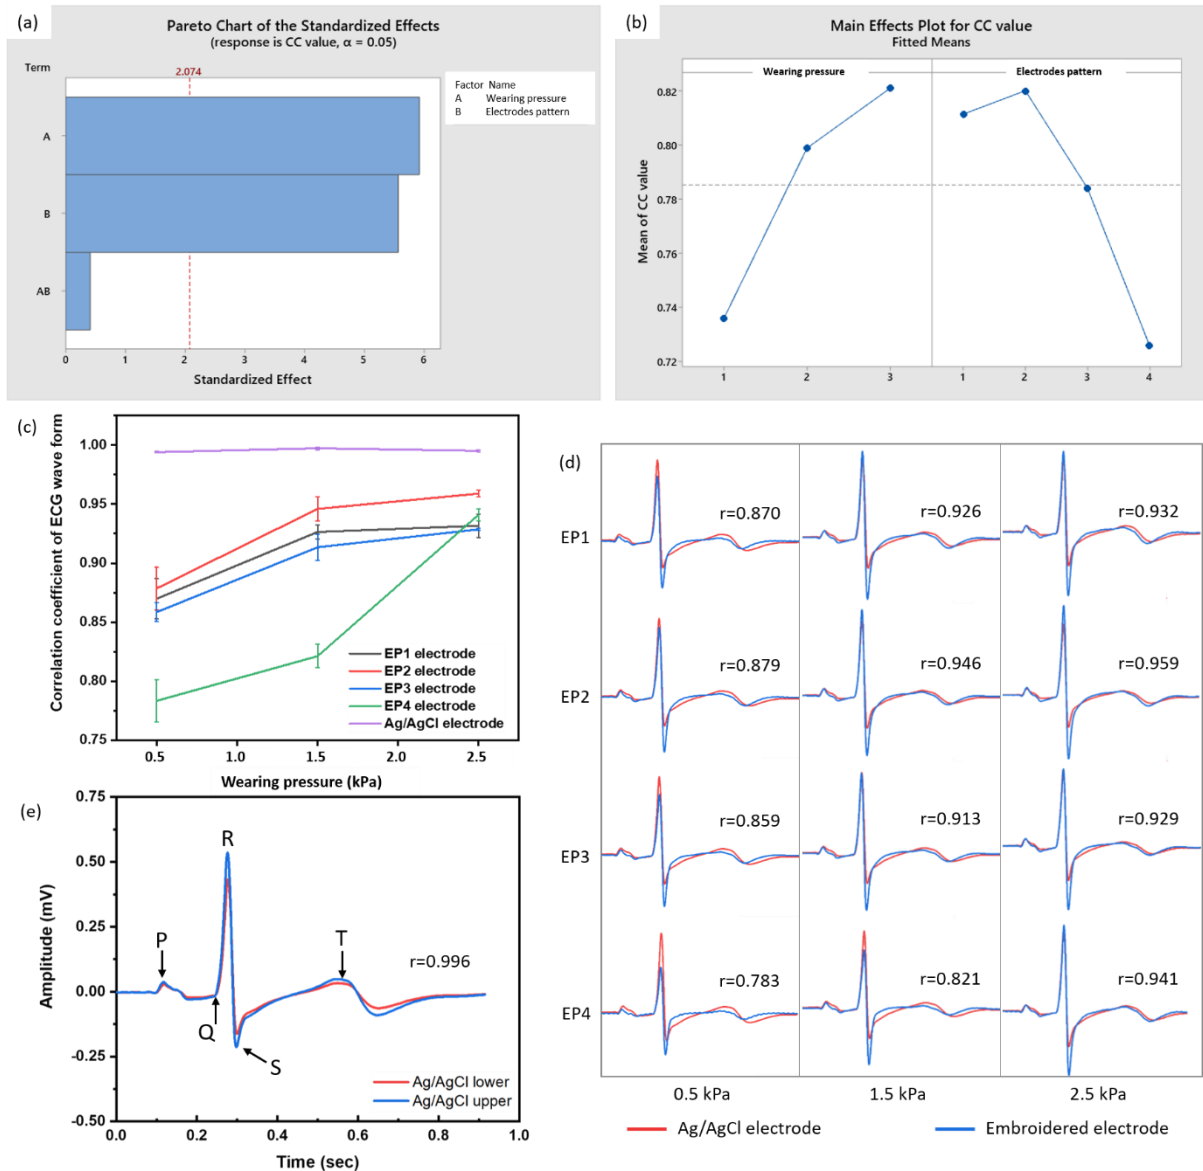 (a)
Pareto Chart of the Standardized Effects
(response is CC value, α = 0.05)
Term
2.074
Factor Name
A Wearing pressure
B Electrodes pattern
A
B
AB
0 1 2 3 4 5 6
Standardized Effect
(b)
Main Effects Plot for CC value
Fitted Means
Wearing pressure Electrodes pattern
0.82
0.80
0.78
0.76
0.74
0.72
Mean of CC value
1 2 3 1 2 3 4
(c)
Correlation coefficient of ECG wave form
1.00
0.95
0.90
0.85
0.80
0.75
EP1 electrode
EP2 electrode
EP3 electrode
EP4 electrode
Ag/AgCl electrode
0.5 1.0 1.5 2.0 2.5
Wearing pressure (kPa)
(d)
EP1 r=0.870 r=0.926 r=0.932
EP2 r=0.879 r=0.946 r=0.959
EP3 r=0.859 r=0.913 r=0.929
EP4 r=0.783 r=0.821 r=0.941
0.5 kPa 1.5 kPa 2.5 kPa
Ag/AgCl electrode Embroidered electrode
(e)
Amplitude (mV)
0.75
0.50
0.25
0.00
-0.25
-0.50
R
P
T
r=0.996
Q
S
Ag/AgCl lower
Ag/AgCl upper
0.0 0.2 0.4 0.6 0.8 1.0
Time (sec)